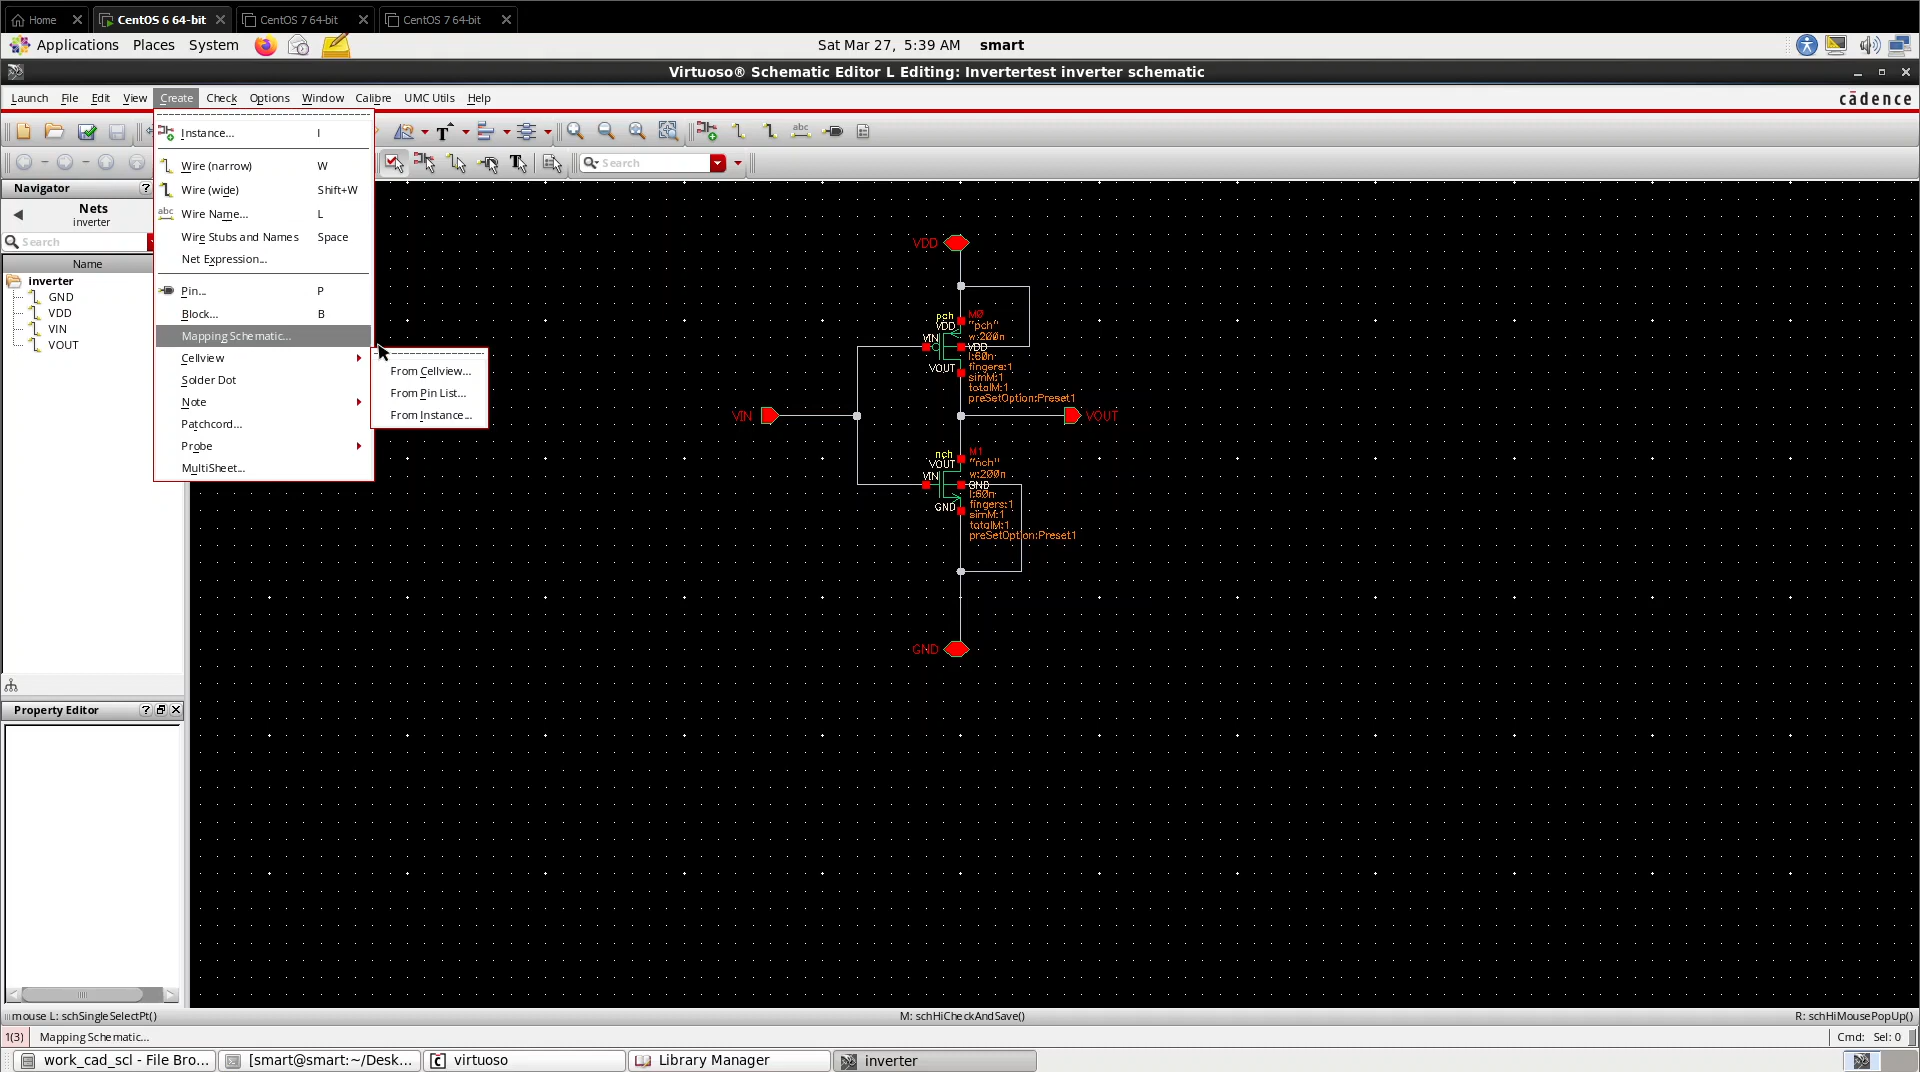 Home
CentOS 6 64-bit
CentOS 7 64-bit
CentOS 7 64-bit
Applications Places System
Sat Mar 27, 5:39 AM smart
Virtuoso® Schematic Editor L Editing: Invertertest inverter schematic
Launch File Edit View Create Check Options Window Calibre UMC Utils Help
cādence
Instance... I
Wire (narrow) W
Wire (wide) Shift+W
abc Wire Name... L
Wire Stubs and Names Space
Net Expression...
Pin... P
Block... B
Mapping Schematic...
Cellview
Solder Dot
Note
Patchcord...
Probe
MultiSheet...
From Cellview...
From Pin List...
From Instance...
T
abc
T
Search
Navigator ?
Nets
inverter
Search
Name
inverter
GND
VDD
VIN
VOUT
Property Editor ?
VDD
pch M0
VDD "pch"
w:200n
VIN
VDD
l:60n
VOUT
fingers:1
simM:1
totalM:1
preSetOption:Preset1
VIN
VOUT
nch M1
VOUT "nch"
w:200n
VIN
GND
l:60n
GND
fingers:1
simM:1
totalM:1
preSetOption:Preset1
GND
mouse L: schSingleSelectPt() M: schHiCheckAndSave() R: schHiMousePopUp()
1(3) Mapping Schematic... Cmd: Sel: 0
work_cad_scl - File Bro...
[smart@smart:~/Desk...
virtuoso
Library Manager
inverter